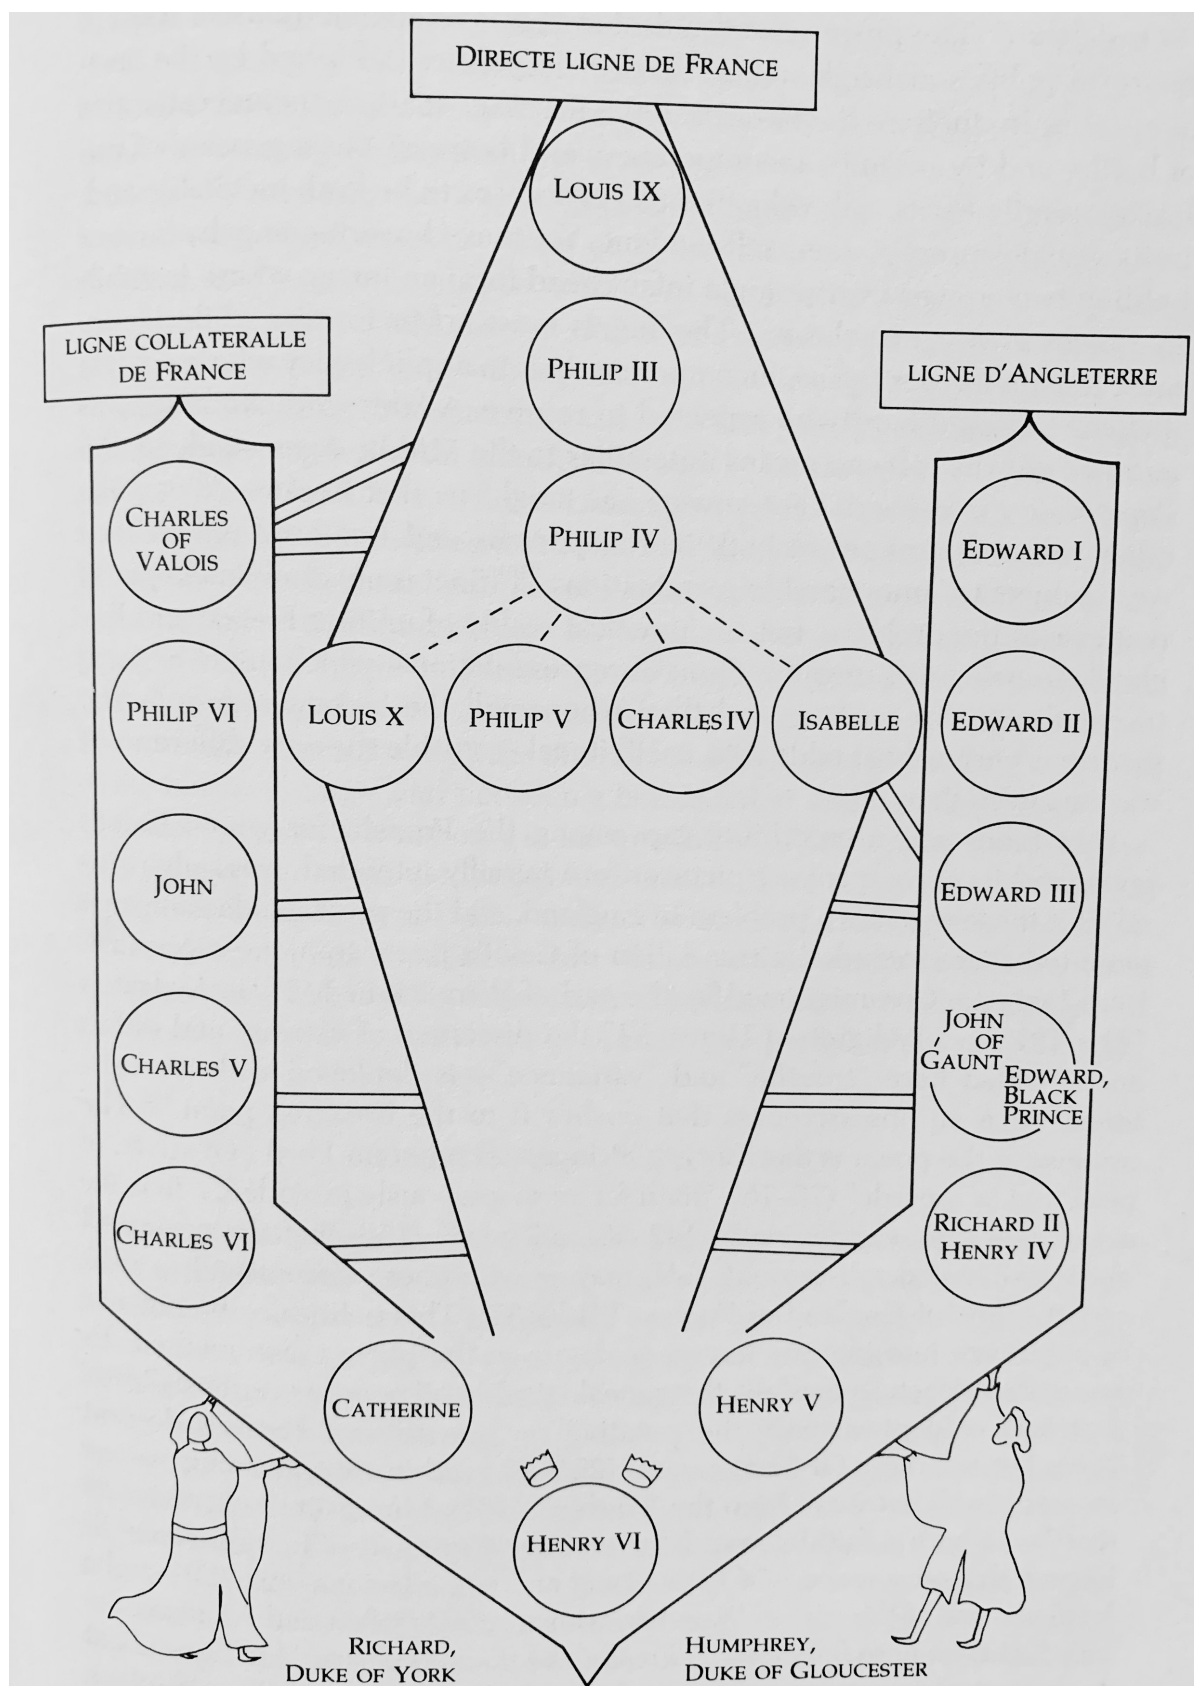 DIRECTE LIGNE DE FRANCE
LOUIS IX
PHILIP III
PHILIP IV
LIGNE COLLATERALLE
DE FRANCE
LIGNE D'ANGLETERRE
CHARLES
OF
VALOIS
EDWARD I
PHILIP VI
LOUIS X
PHILIP V
CHARLES IV
ISABELLE
EDWARD II
JOHN
EDWARD III
CHARLES V
JOHN
OF
GAUNT
EDWARD,
BLACK
PRINCE
CHARLES VI
RICHARD II
HENRY IV
CATHERINE
HENRY V
HENRY VI
RICHARD,
DUKE OF YORK
HUMPHREY,
DUKE OF GLOUCESTER